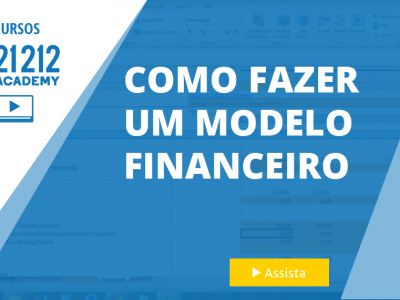 CURSOS
21212
ACADEMY
COMO FAZER
UM MODELO
FINANCEIRO
Assista